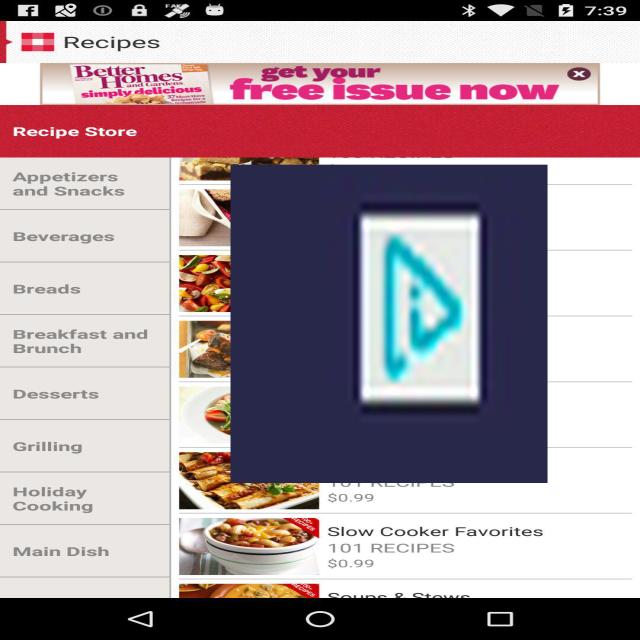 7:39
Recipes
Better
Homes
and Gardens
simply delicious
get your
free issue now
Recipe Store
Appetizers
and Snacks
Beverages
Breads
Breakfast and
Brunch
Desserts
Grilling
Holiday
Cooking
Main Dish
101 RECIPES
$0.99
Slow Cooker Favorites
101 RECIPES
$0.99
Soups & Stews